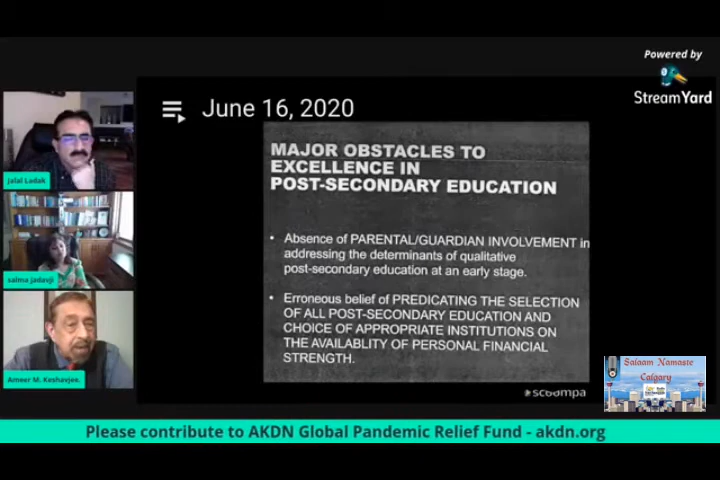 Powered by
StreamYard
June 16, 2020
MAJOR OBSTACLES TO
EXCELLENCE IN
POST-SECONDARY EDUCATION
• Absence of PARENTAL/GUARDIAN INVOLVEMENT in
addressing the determinants of qualitative
post-secondary education at an early stage.
• Erroneous belief of PREDICATING THE SELECTION
OF ALL POST-SECONDARY EDUCATION AND
CHOICE OF APPROPRIATE INSTITUTIONS ON
THE AVAILABLITY OF PERSONAL FINANCIAL
STRENGTH.
Jalal Ladak
salma jadavji
Ameer M. Keshavjee.
scoompa
Salaam Namaste
Calgary
Please contribute to AKDN Global Pandemic Relief Fund - akdn.org